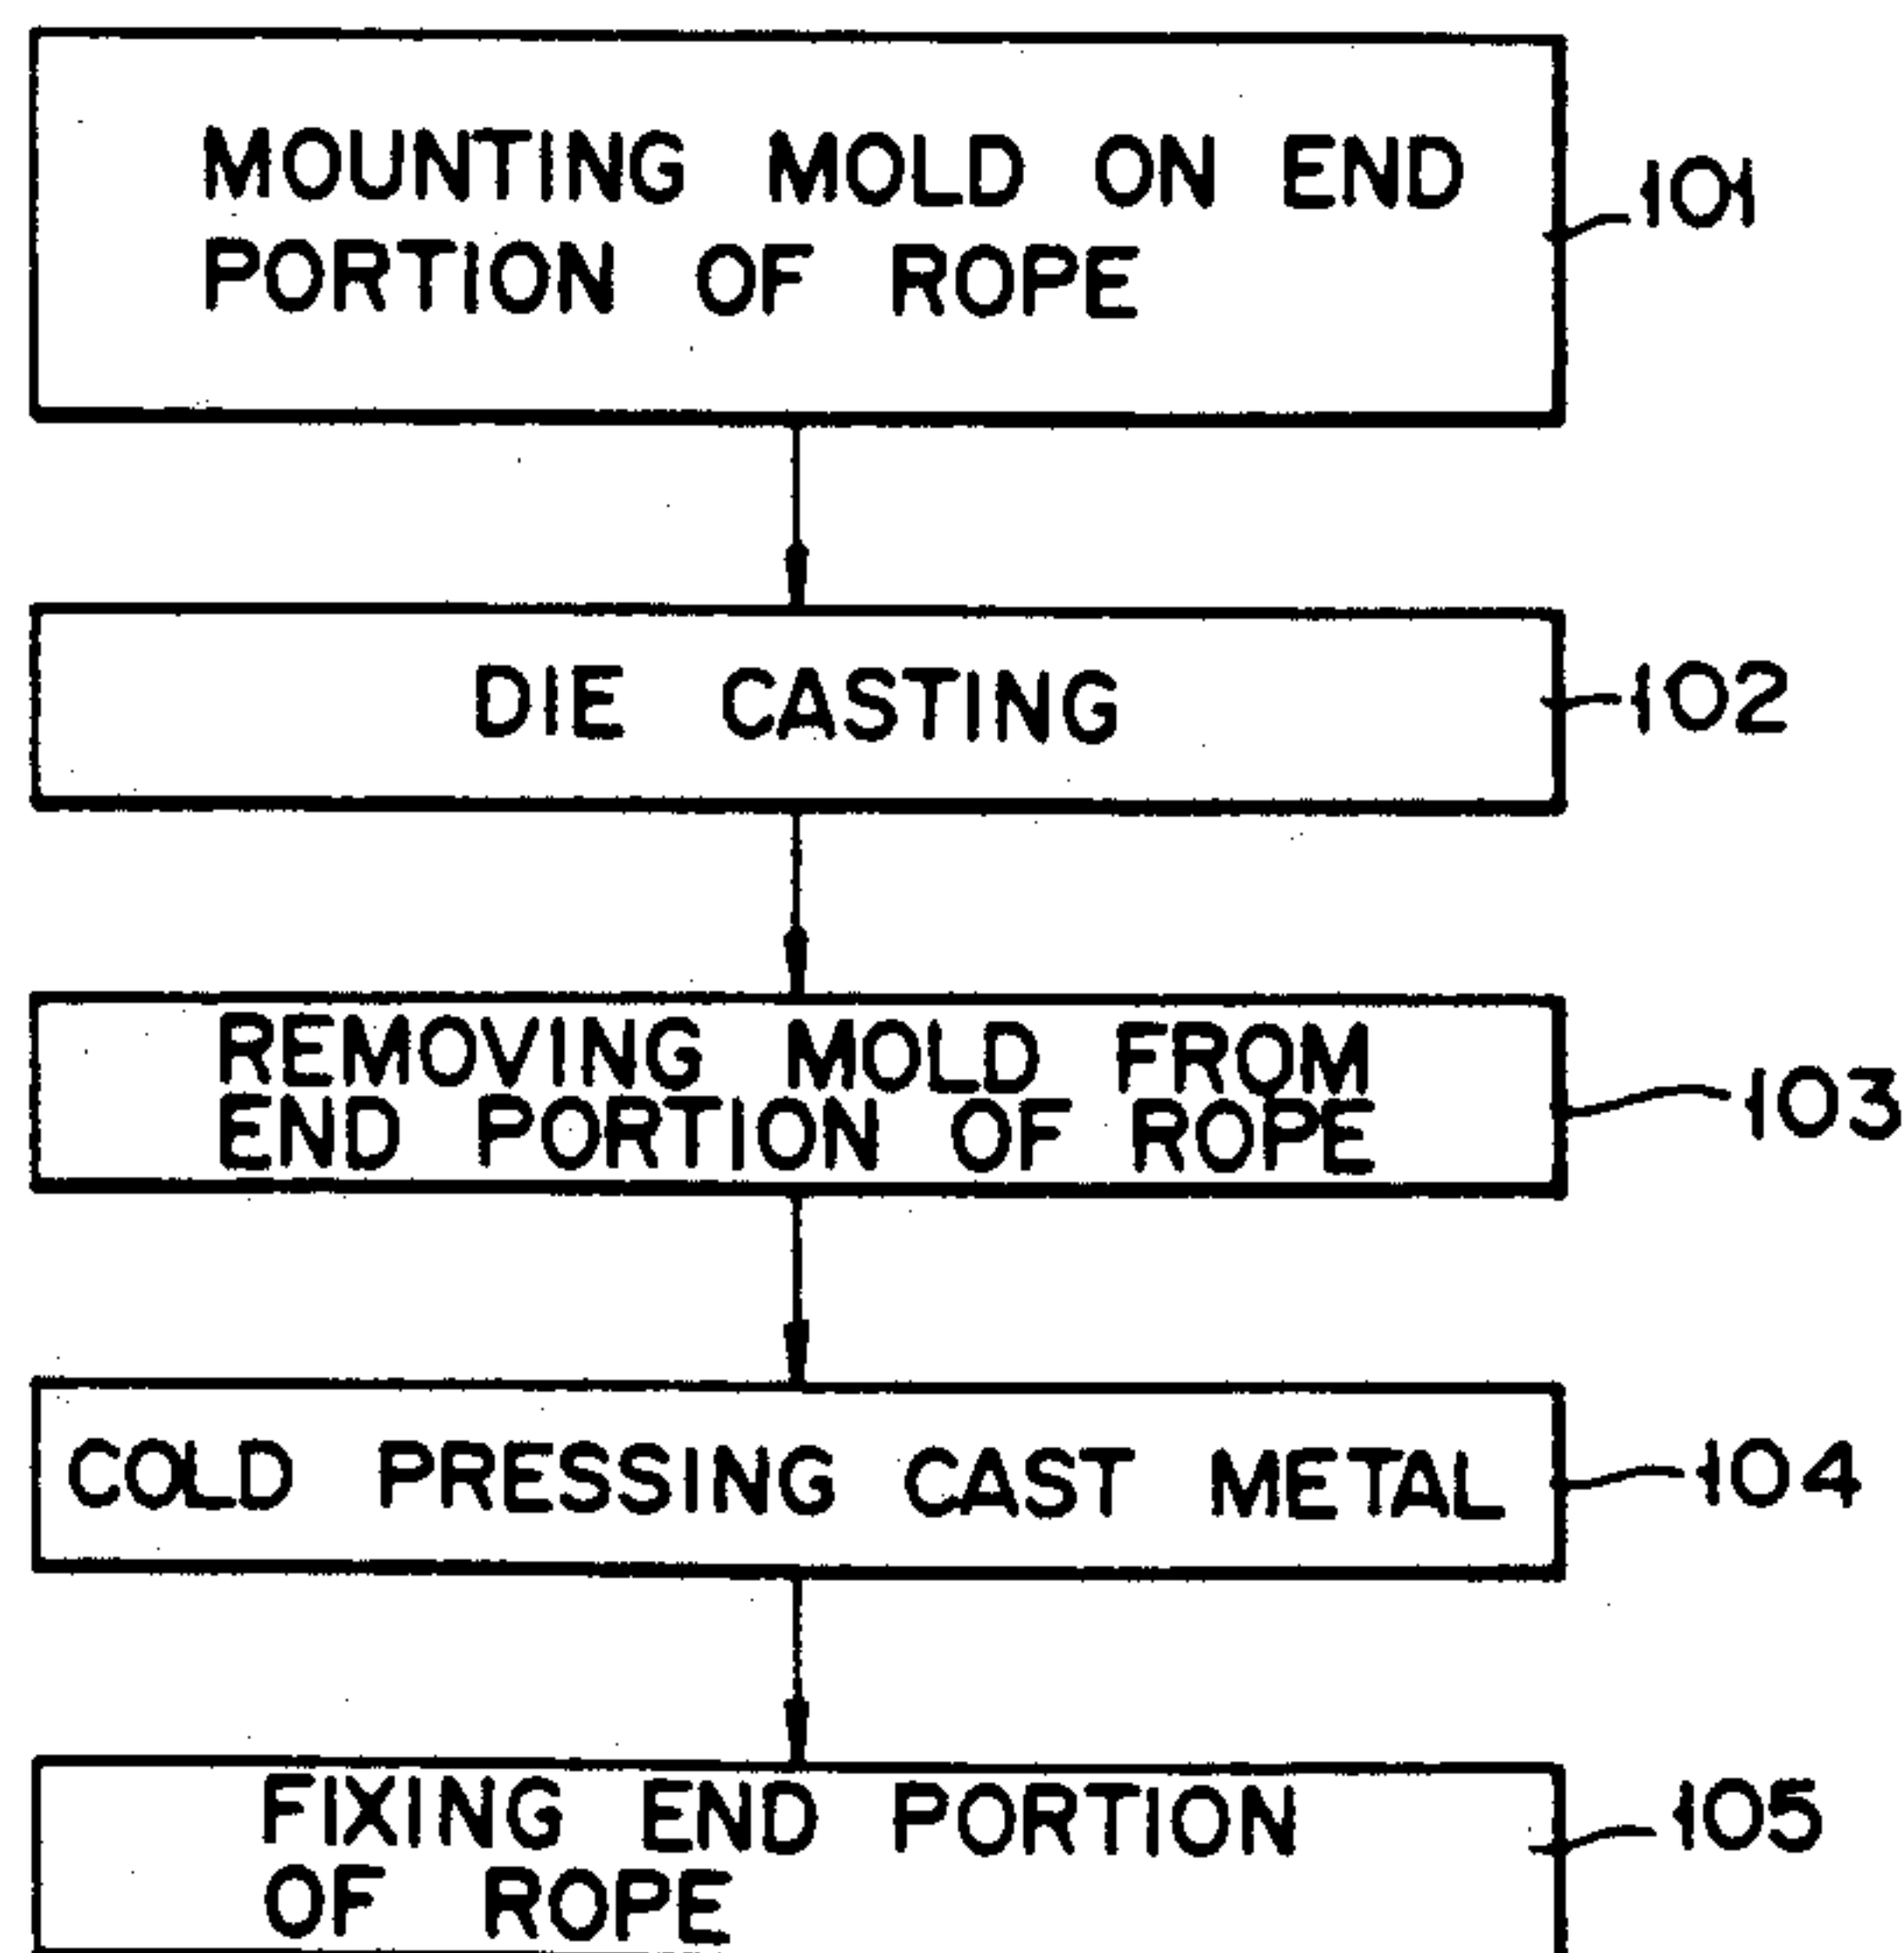 MOUNTING MOLD ON END
PORTION OF ROPE
101
DIE CASTING
102
REMOVING MOLD FROM
END PORTION OF ROPE
103
COLD PRESSING CAST METAL
104
FIXING END PORTION
OF ROPE
105